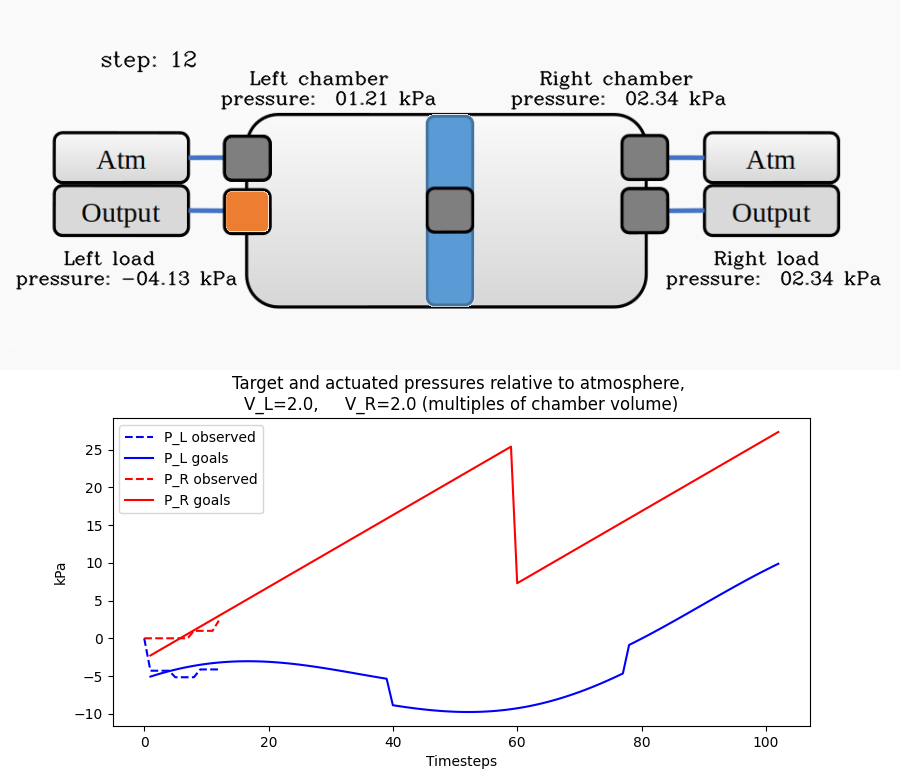 step: 12
Left chamber
pressure: 01.21 kPa
Right chamber
pressure: 02.34 kPa
Atm
Output
Atm
Output
Left load
pressure: -04.13 kPa
Right load
pressure: 02.34 kPa
Target and actuated pressures relative to atmosphere,
V_L=2.0, V_R=2.0 (multiples of chamber volume)
P_L observed
P_L goals
P_R observed
P_R goals
25
20
15
10
5
0
−5
−10
kPa
0 20 40 60 80 100
Timesteps